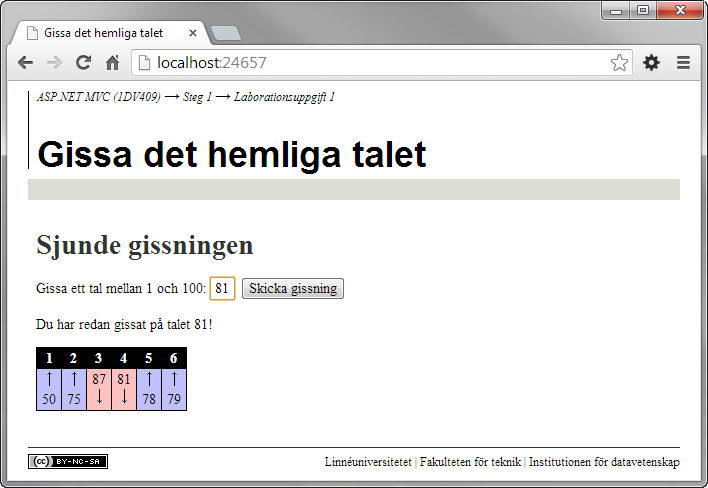 Gissa det hemliga talet
localhost:24657
ASP.NET MVC (1DV409) → Steg 1 → Laborationsuppgift 1
Gissa det hemliga talet
Sjunde gissningen
Gissa ett tal mellan 1 och 100: 81 Skicka gissning
Du har redan gissat på talet 81!
1 2 3 4 5 6
↑ ↑ 87 81 ↑ ↑
50 75 ↓ ↓ 78 79
(cc) BY-NC-SA Linnéuniversitetet | Fakulteten för teknik | Institutionen för datavetenskap